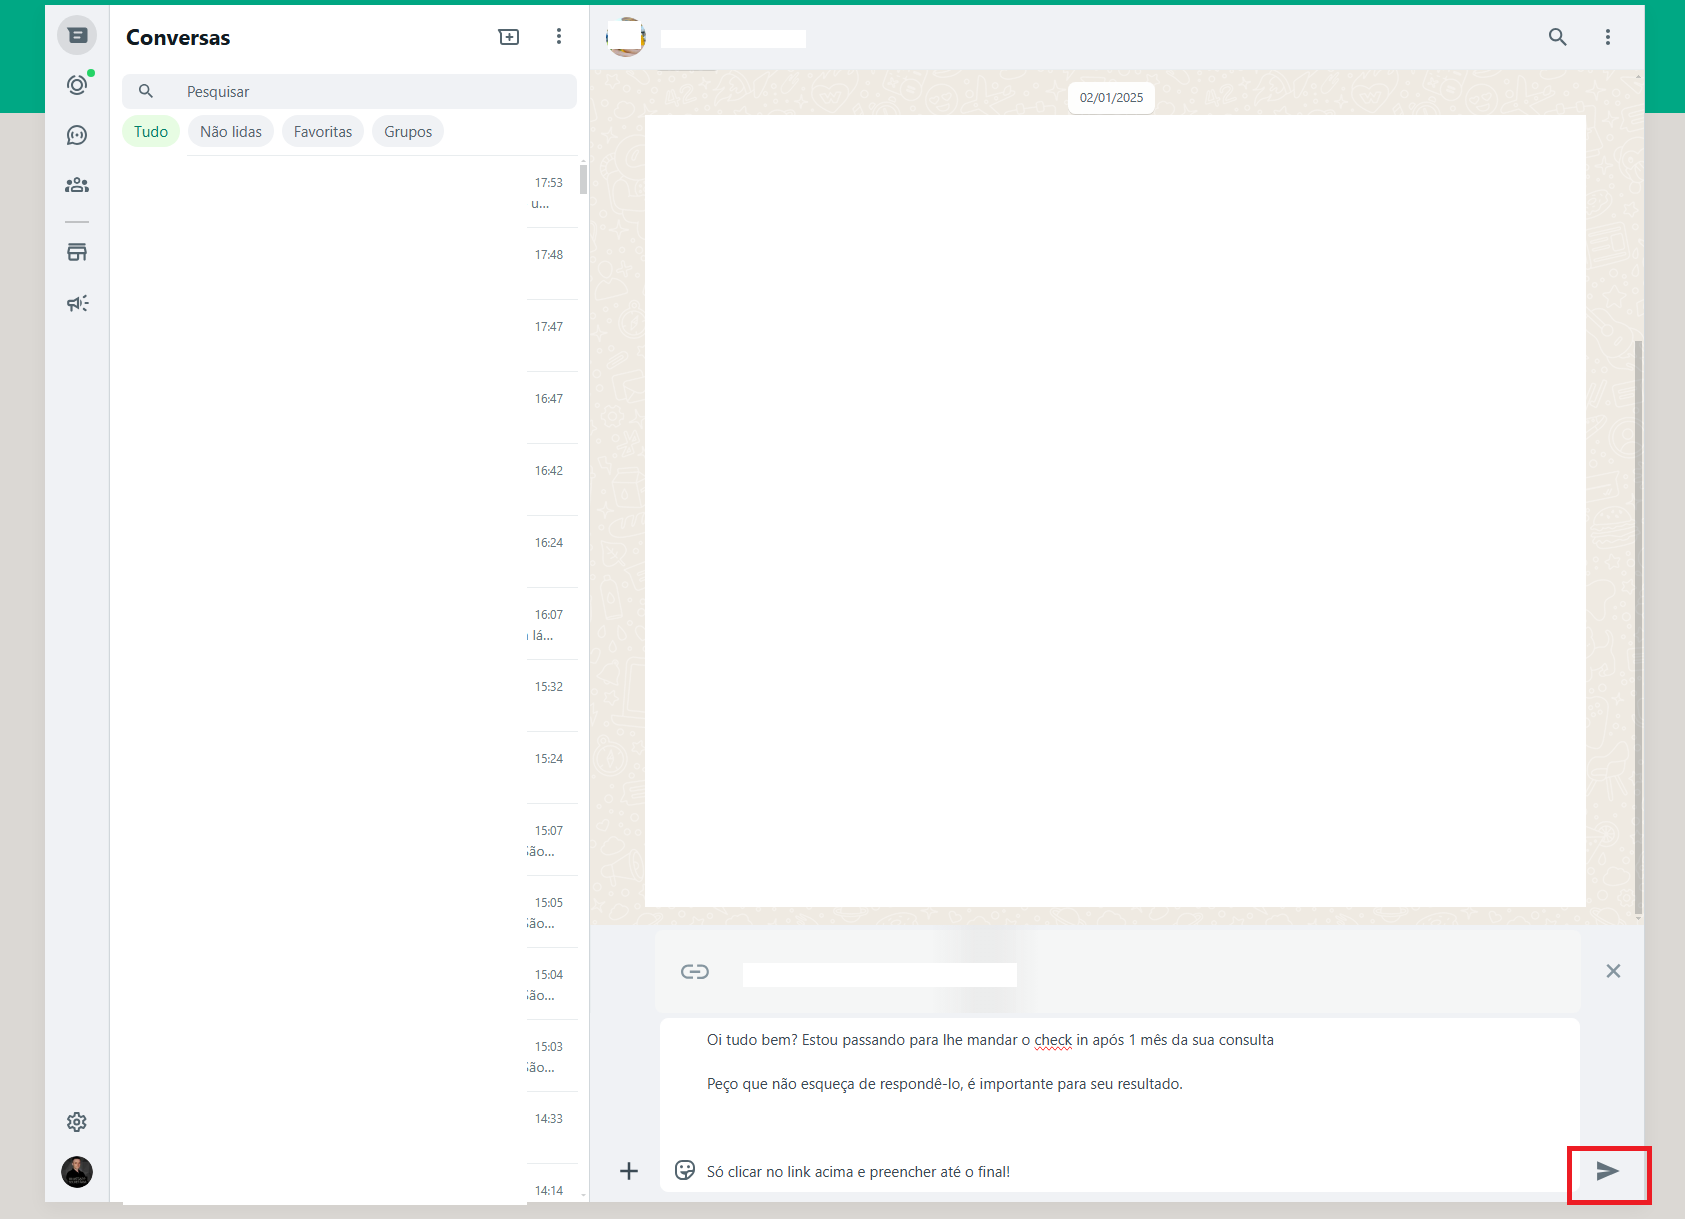 Conversas
Pesquisar
Tudo
Não lidas
Favoritas
Grupos
17:53
u...
17:48
17:47
16:47
16:42
16:24
16:07
lá...
15:32
15:24
15:07
ão...
15:05
ão...
15:04
ão...
15:03
ão...
14:33
14:14
02/01/2025
Oi tudo bem? Estou passando para lhe mandar o check in após 1 mês da sua consulta
Peço que não esqueça de respondê-lo, é importante para seu resultado.
Só clicar no link acima e preencher até o final!